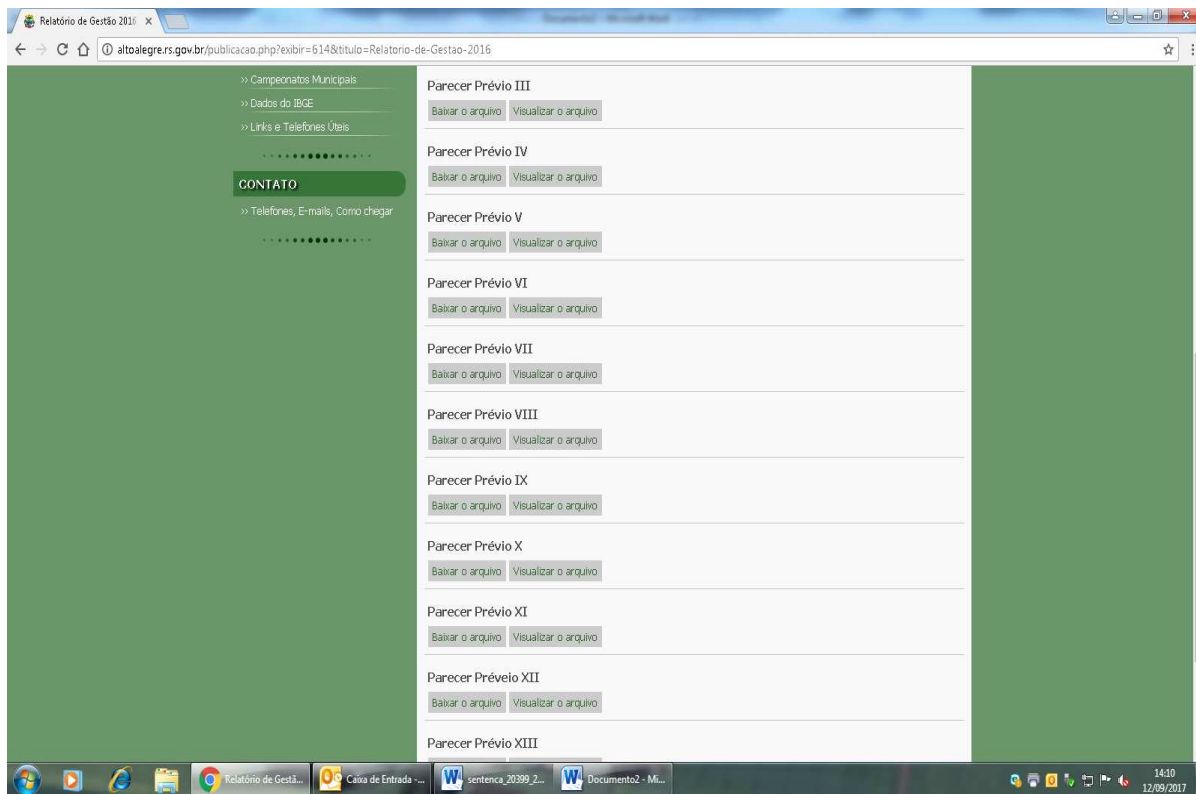 Relatório de Gestão 2016 x
Documento2 - Microsoft Word
altoalegre.rs.gov.br/publicacao.php?exibir=614&titulo=Relatorio-de-Gestao-2016
>> Campeonatos Municipais
>> Dados do IBGE
>> Links e Telefones Úteis
CONTATO
>> Telefones, E-mails, Como chegar
Parecer Prévio III
Baixar o arquivo Visualizar o arquivo
Parecer Prévio IV
Baixar o arquivo Visualizar o arquivo
Parecer Prévio V
Baixar o arquivo Visualizar o arquivo
Parecer Prévio VI
Baixar o arquivo Visualizar o arquivo
Parecer Prévio VII
Baixar o arquivo Visualizar o arquivo
Parecer Prévio VIII
Baixar o arquivo Visualizar o arquivo
Parecer Prévio IX
Baixar o arquivo Visualizar o arquivo
Parecer Prévio X
Baixar o arquivo Visualizar o arquivo
Parecer Prévio XI
Baixar o arquivo Visualizar o arquivo
Parecer Préveio XII
Baixar o arquivo Visualizar o arquivo
Parecer Prévio XIII
Relatório de Gestã... Caixa de Entrada -... sentenca_20399_2... Documento2 - Mi...
14:10
12/09/2017